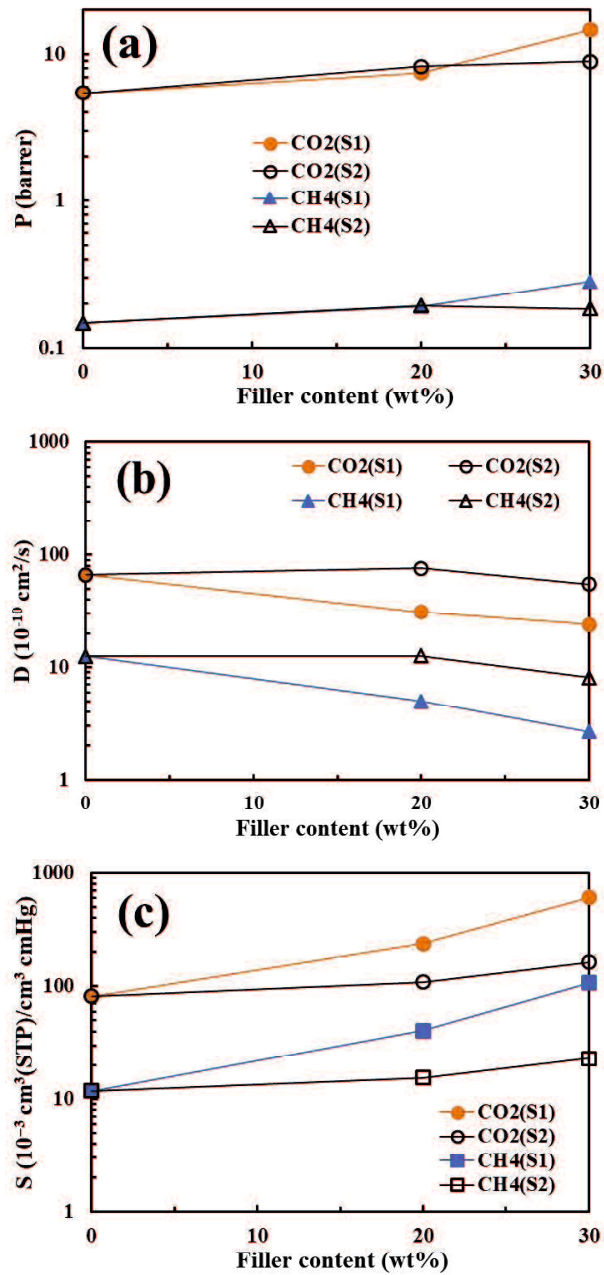 (a)
10
1
0.1
P (barrer)
CO2(S1)
CO2(S2)
CH4(S1)
CH4(S2)
0 10 20 30
Filler content (wt%)
(b)
1000
100
10
1
D (10⁻¹⁰ cm²/s)
CO2(S1) CO2(S2)
CH4(S1) CH4(S2)
0 10 20 30
Filler content (wt%)
(c)
1000
100
10
1
S (10⁻³ cm³(STP)/cm³ cmHg)
CO2(S1)
CO2(S2)
CH4(S1)
CH4(S2)
0 10 20 30
Filler content (wt%)